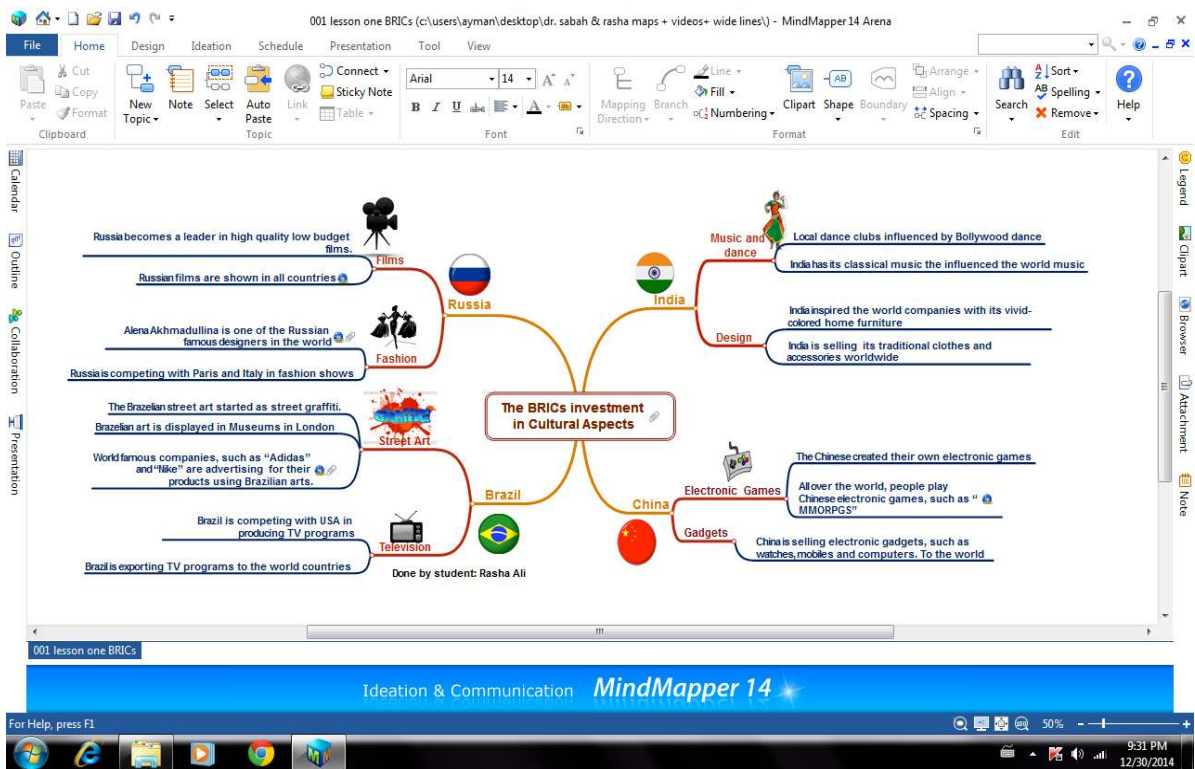 001 lesson one BRICs (c:\users\ayman\desktop\dr. sabah & rasha maps + videos+ wide lines\) - MindMapper 14 Arena
File Home Design Ideation Schedule Presentation Tool View
Cut
Copy
Format
Paste
Clipboard
New Topic
Note
Select
Auto Paste
Link
Connect
Sticky Note
Table
Topic
Arial 14
B I U abc A ab
Font
Mapping Direction
Branch
Line
Fill
Numbering
Clipart
Shape
AB
Boundary
Arrange
Align
Spacing
Format
Search
Sort
Spelling
Remove
Edit
Help
Calendar
Outline
Collaboration
Presentation
Legend
Clipart
Browser
Attachment
Note
The BRICs investment
in Cultural Aspects
Russia
Films
Russia becomes a leader in high quality low budget
films.
Russian films are shown in all countries
Fashion
Alena Akhmadullina is one of the Russian
famous designers in the world
Russia is competing with Paris and Italy in fashion shows
India
Music and
dance
Local dance clubs influenced by Bollywood dance
India has its classical music the influenced the world music
Design
India inspired the world companies with its vivid-
colored home furniture
India is selling its traditional clothes and
accessories worldwide
Brazil
Street Art
The Brazelian street art started as street graffiti.
Brazelian art is displayed in Museums in London
World famous companies, such as “Adidas”
and “Nike” are advertising for their
products using Brazilian arts.
Television
Brazil is competing with USA in
producing TV programs
Brazil is exporting TV programs to the world countries
China
Electronic Games
The Chinese created their own electronic games
All over the world, people play
Chinese electronic games, such as “
MMORPGS”
Gadgets
China is selling electronic gadgets, such as
watches, mobiles and computers. To the world
Done by student: Rasha Ali
001 lesson one BRICs
Ideation & Communication MindMapper 14
For Help, press F1
50%
9:31 PM
12/30/2014